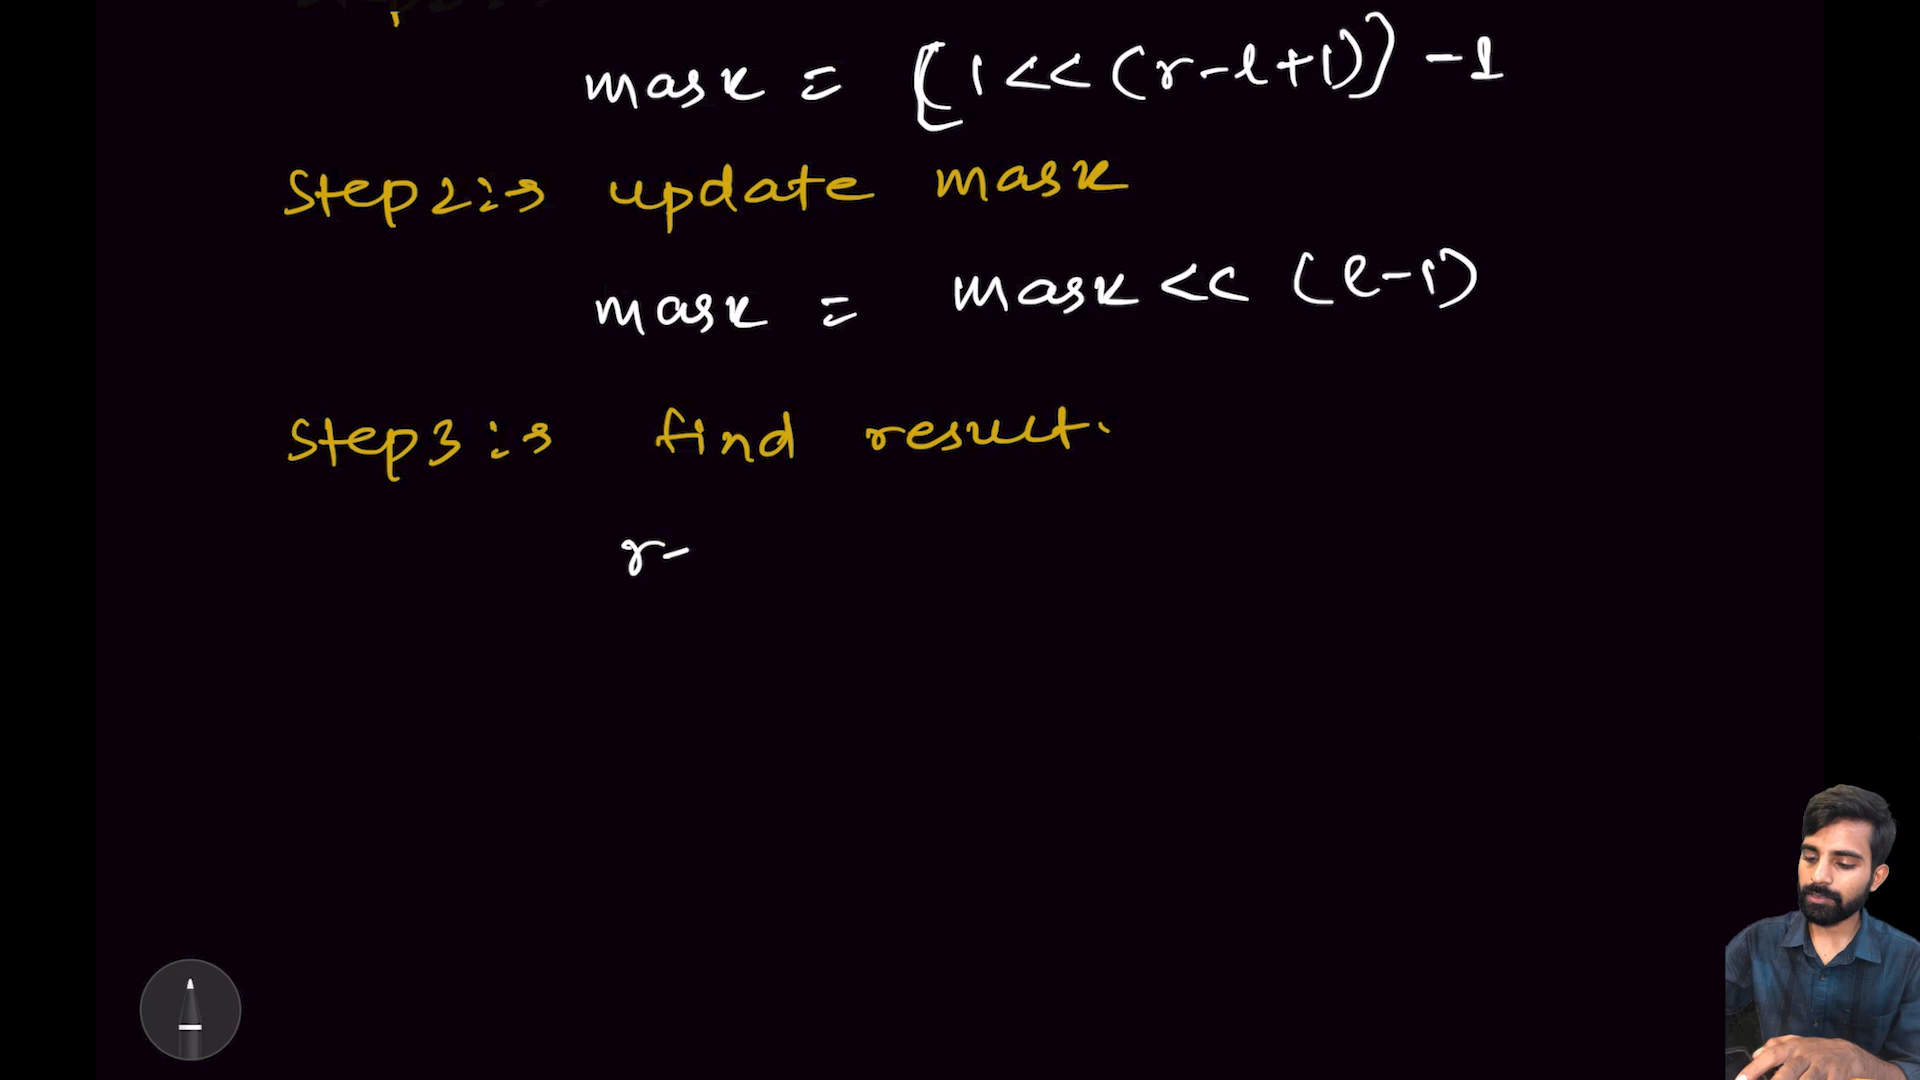 mask = [1<<(r-l+1)] -1
Step2:→ update mask
mask = mask << (l-1)
Step3:→ find result.
r-